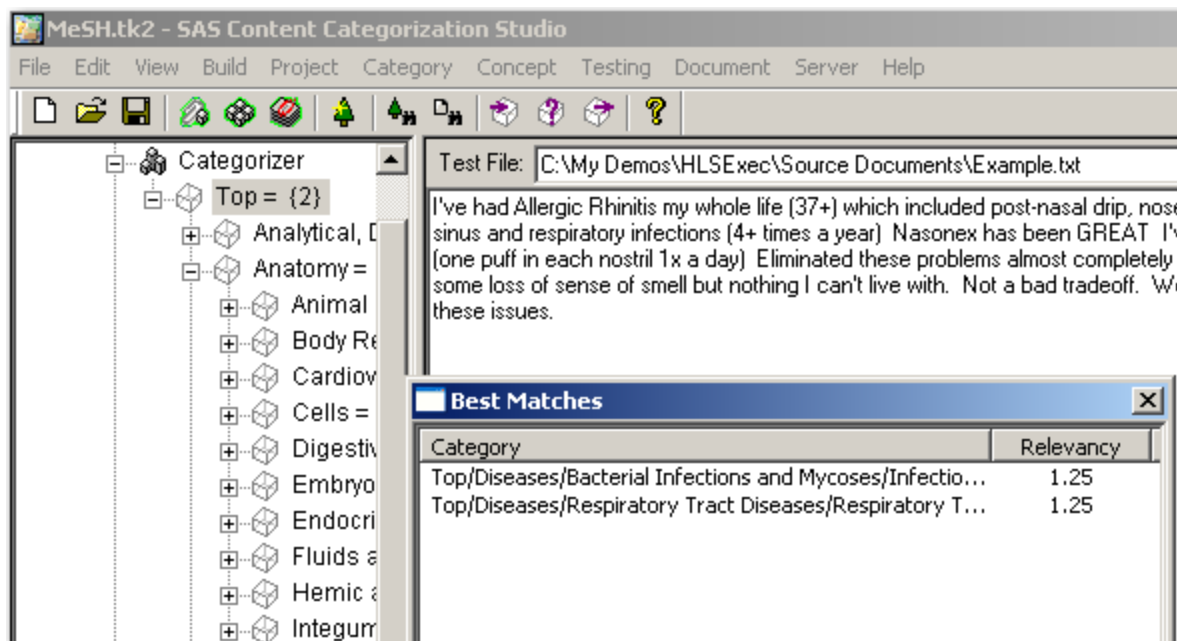 MeSH.tk2 - SAS Content Categorization Studio
File Edit View Build Project Category Concept Testing Document Server Help
Categorizer
Top = {2}
Analytical,
Anatomy =
Animal
Body Re
Cardiov
Cells =
Digestiv
Embryo
Endocri
Fluids a
Hemic a
Integum
Test File: C:\My Demos\HLSExec\Source Documents\Example.txt
I've had Allergic Rhinitis my whole life (37+) which included post-nasal drip, nose
sinus and respiratory infections (4+ times a year) Nasonex has been GREAT I'v
(one puff in each nostril 1x a day) Eliminated these problems almost completely
some loss of sense of smell but nothing I can't live with. Not a bad tradeoff. We
these issues.
Best Matches
Category Relevancy
Top/Diseases/Bacterial Infections and Mycoses/Infectio... 1.25
Top/Diseases/Respiratory Tract Diseases/Respiratory T... 1.25